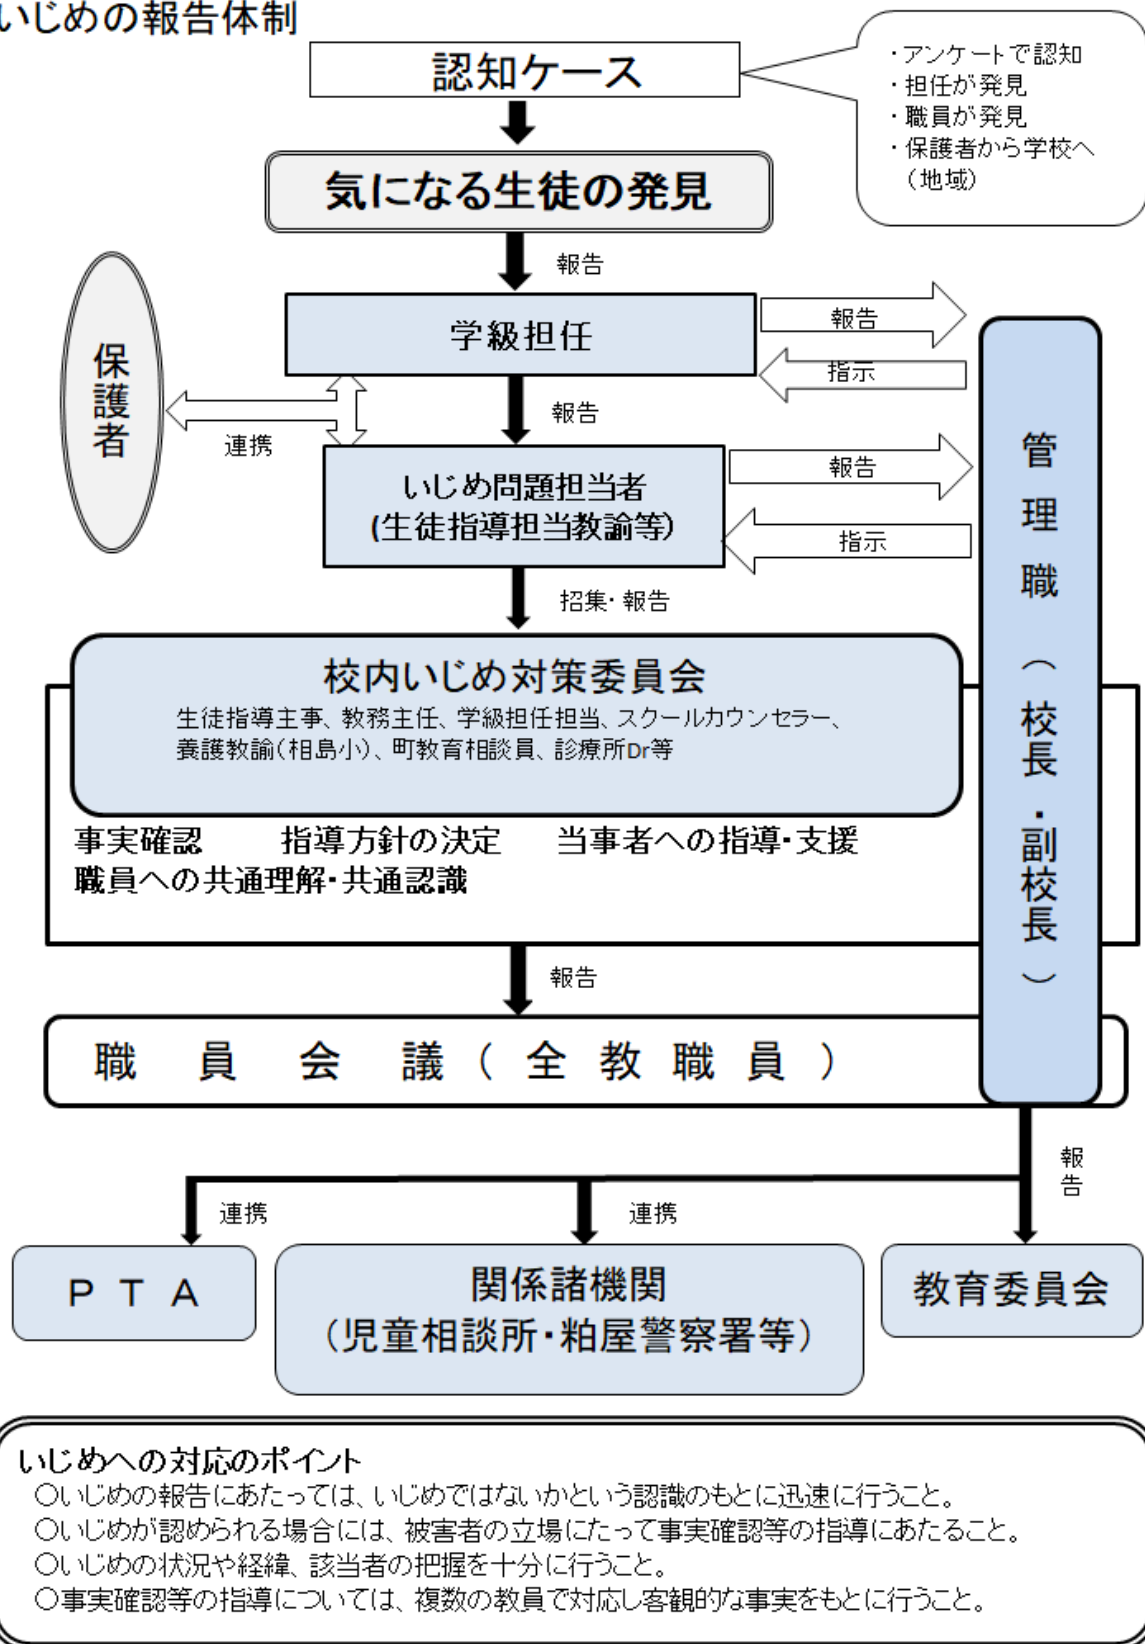 いじめの報告体制
認知ケース
・アンケートで認知
・担任が発見
・職員が発見
・保護者から学校へ
（地域）
気になる生徒の発見
報告
学級担任
報告
指示
保護者
連携
報告
いじめ問題担当者
(生徒指導担当教諭等）
報告
指示
招集・報告
管理職（校長・副校長）
校内いじめ対策委員会
生徒指導主事、教務主任、学級担任担当、スクールカウンセラー、
養護教諭（相島小）、町教育相談員、診療所Dr等
事実確認　　指導方針の決定　　当事者への指導・支援
職員への共通理解・共通認識
報告
職員会議（全教職員）
報告
連携
連携
ＰＴＡ
関係諸機関
（児童相談所・粕屋警察署等）
教育委員会
いじめへの対応のポイント
○いじめの報告にあたっては、いじめではないかという認識のもとに迅速に行うこと。
○いじめが認められる場合には、被害者の立場にたって事実確認等の指導にあたること。
○いじめの状況や経緯、該当者の把握を十分に行うこと。
○事実確認等の指導については、複数の教員で対応し客観的な事実をもとに行うこと。